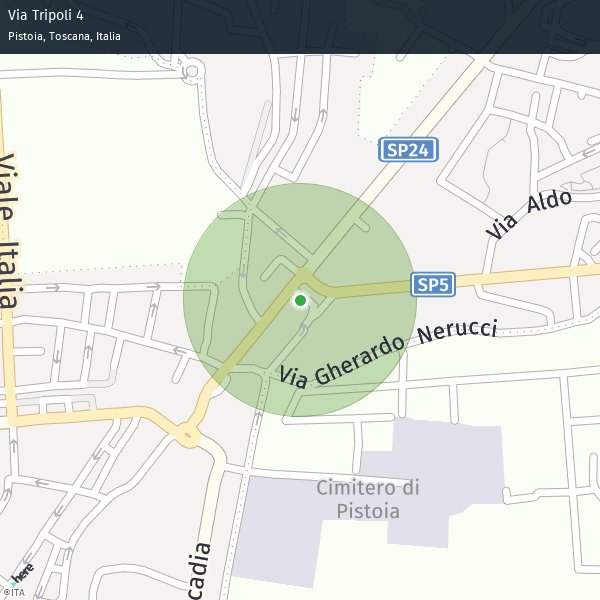 Via Tripoli 4
Pistoia, Toscana, Italia
SP24
Viale Italia
Via Aldo
SP5
Via Gherardo Nerucci
Cimitero di
Pistoia
cadia
here
©ITA